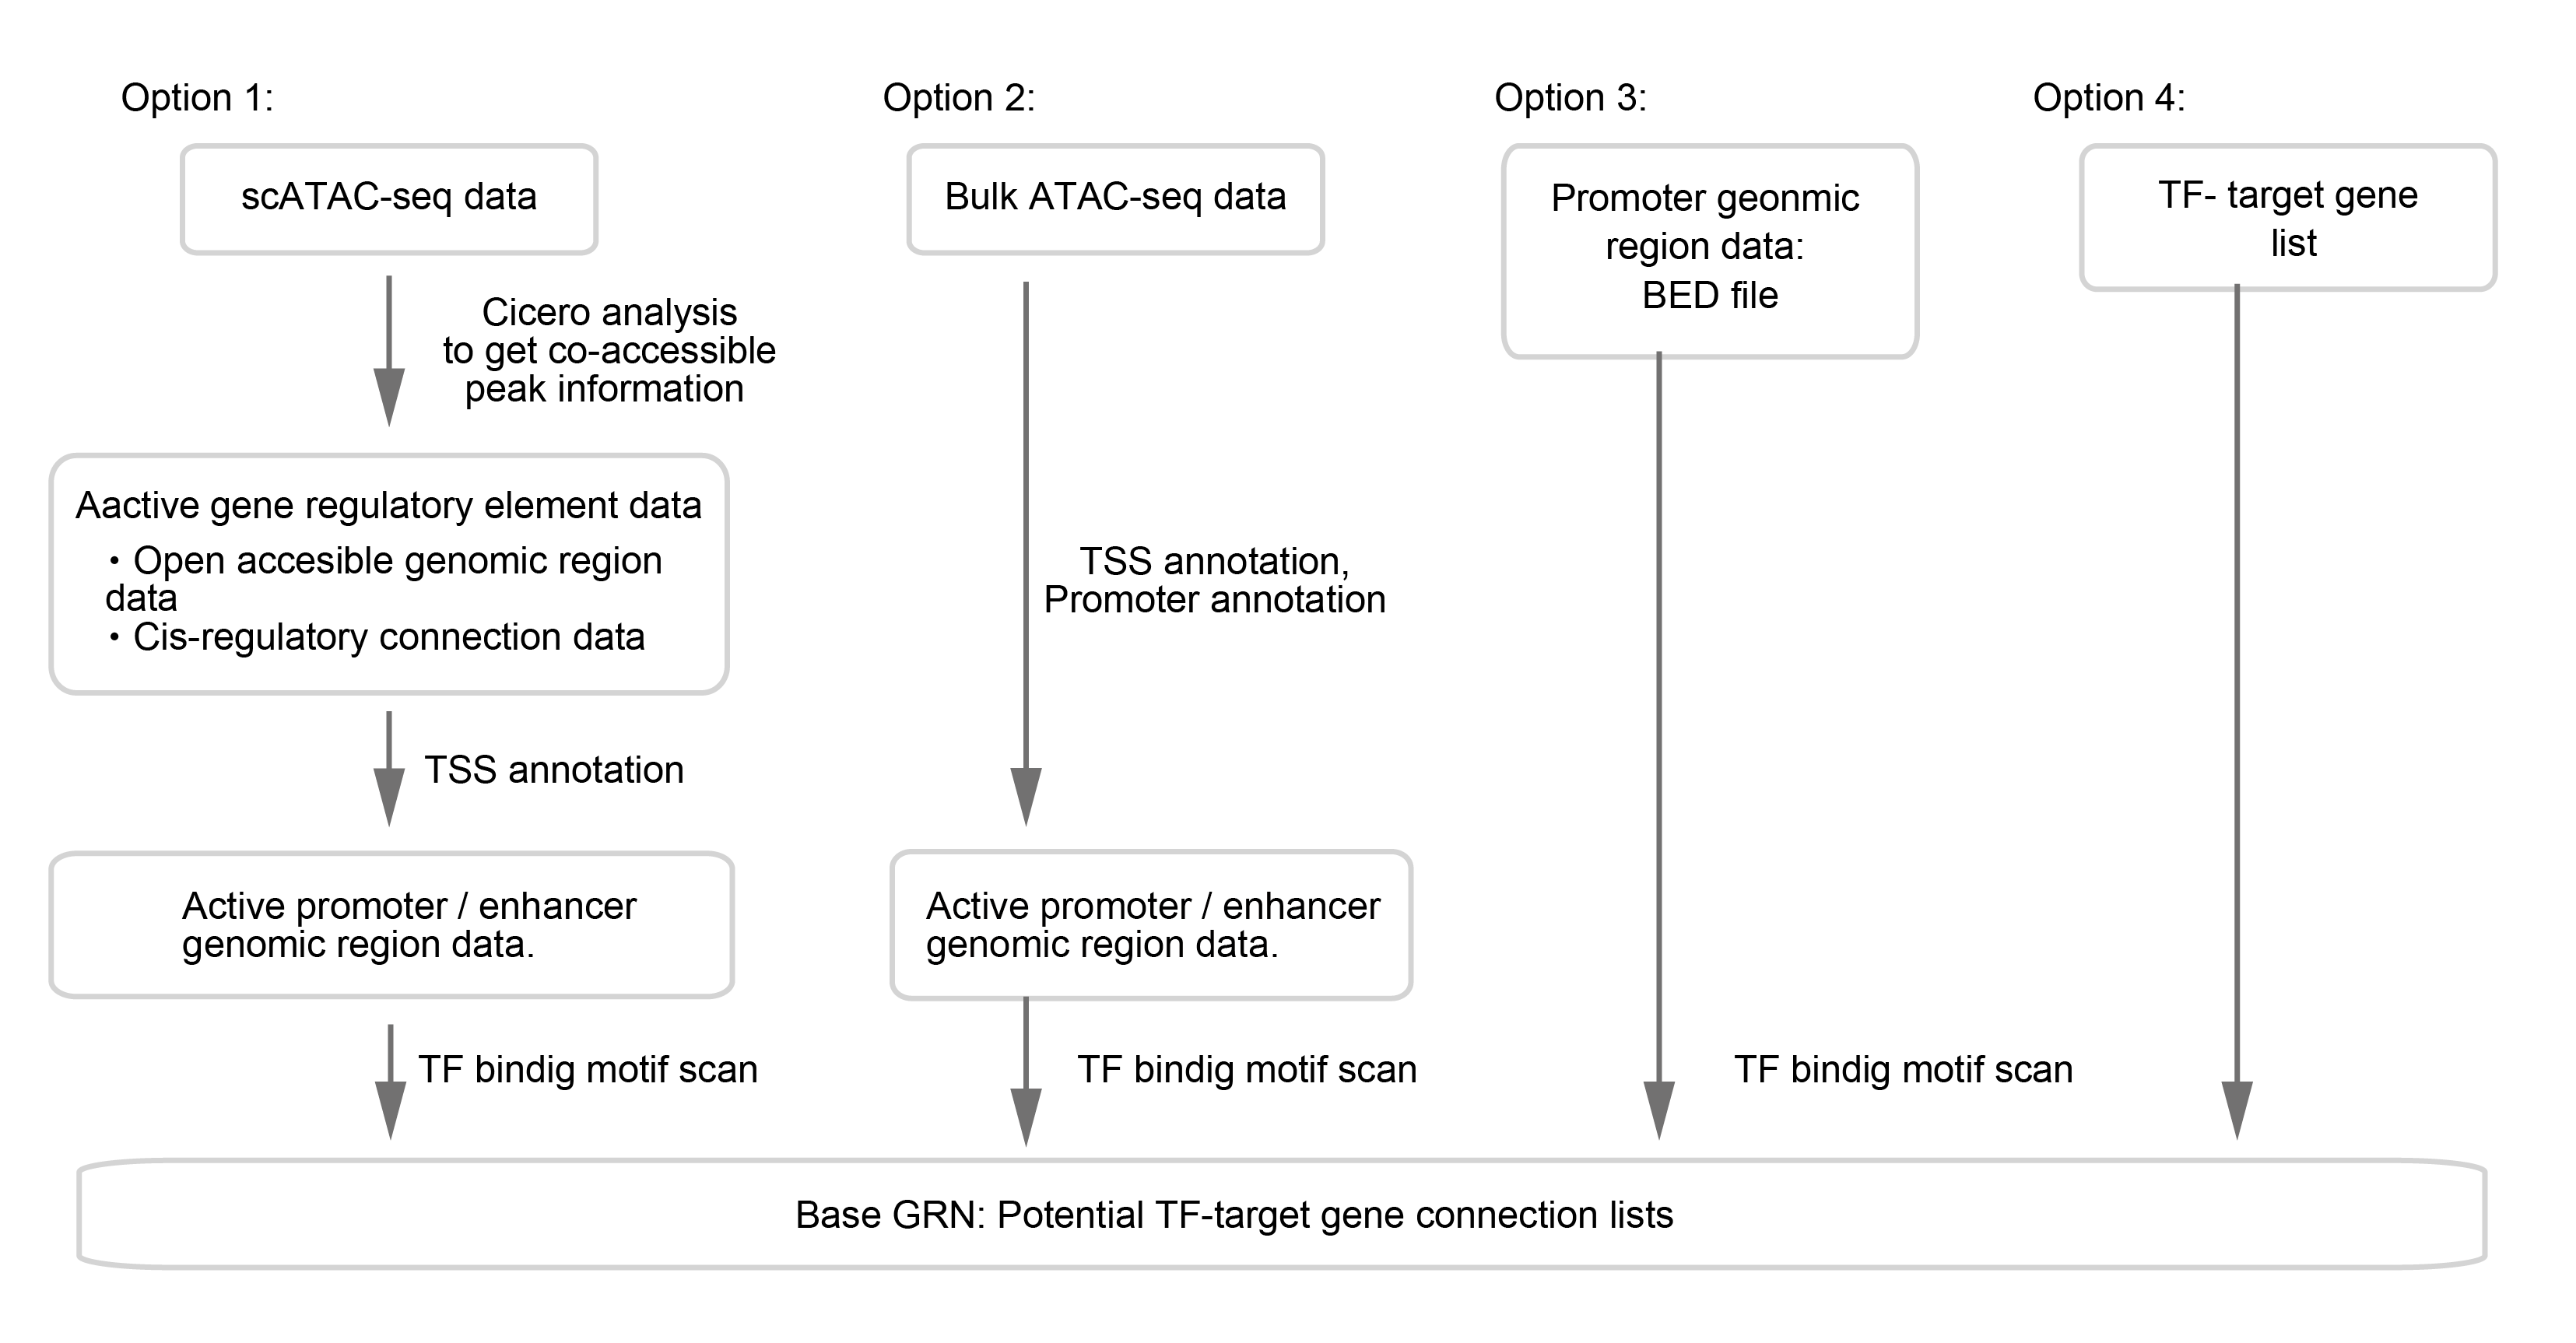 Option 1:
scATAC-seq data
Cicero analysis
to get co-accessible
peak information
Aactive gene regulatory element data
・Open accesible genomic region
data
・Cis-regulatory connection data
TSS annotation
Active promoter / enhancer
genomic region data.
TF bindig motif scan
Option 2:
Bulk ATAC-seq data
TSS annotation,
Promoter annotation
Active promoter / enhancer
genomic region data.
TF bindig motif scan
Option 3:
Promoter geonmic
region data:
BED file
TF bindig motif scan
Option 4:
TF- target gene
list
Base GRN: Potential TF-target gene connection lists